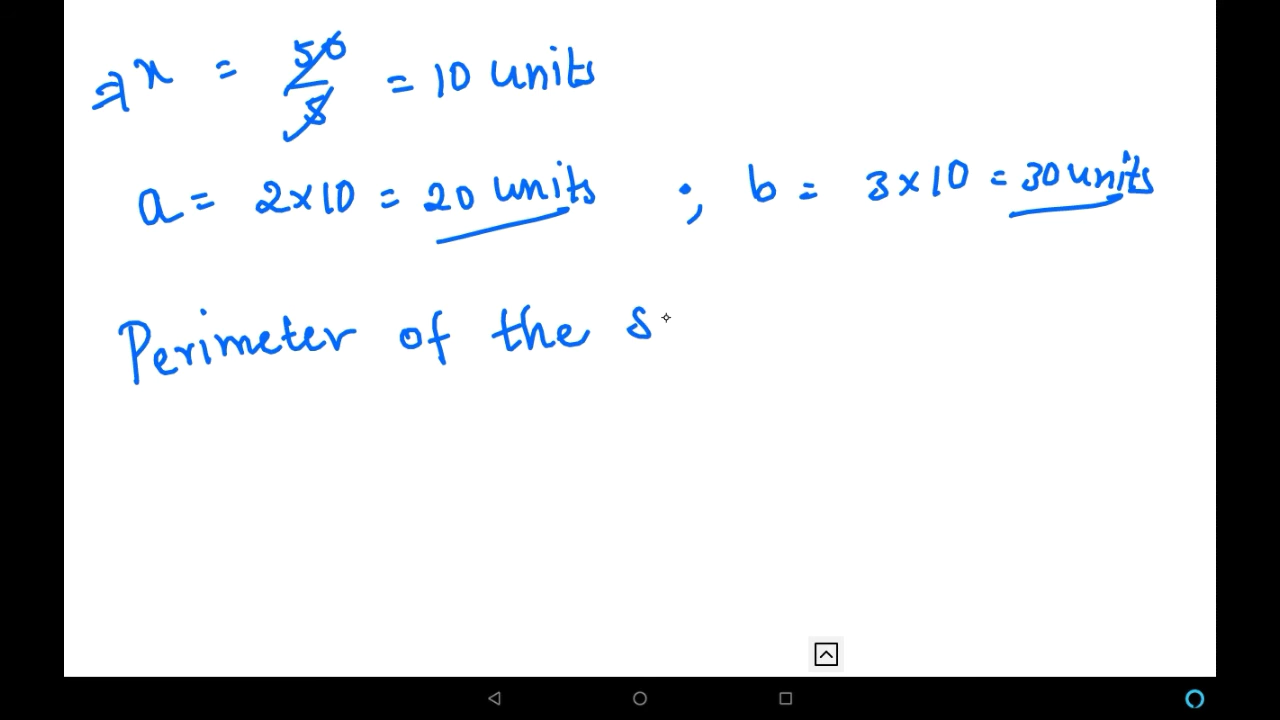 ⇒ x = 50/5 = 10 units
a = 2×10 = 20 units ; b = 3×10 = 30 units
Perimeter of the s